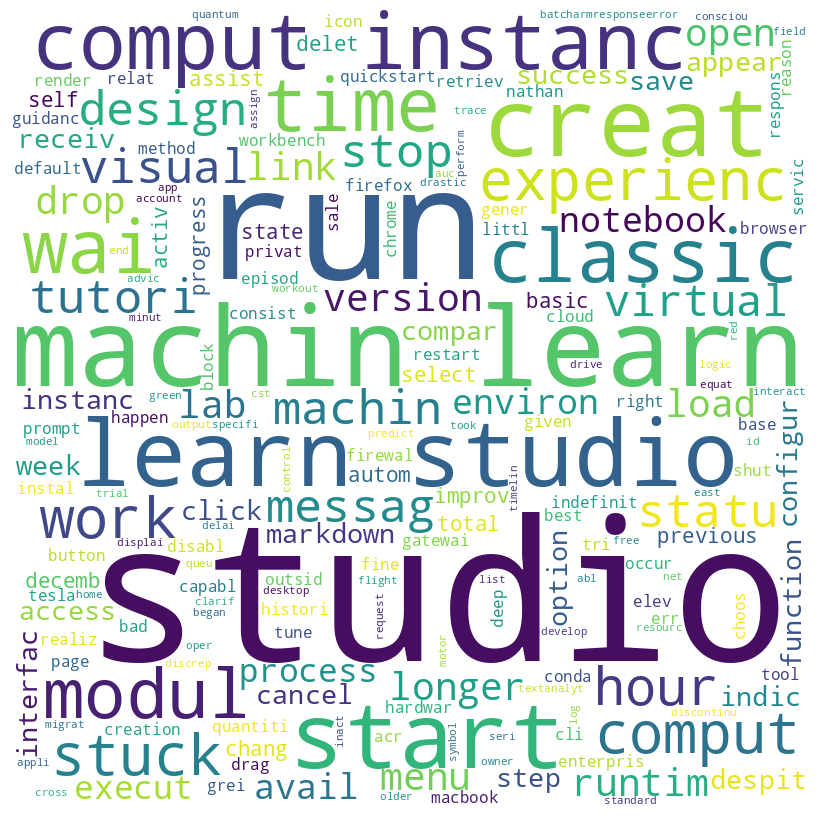 quantum icon batcharmresponseerror consciou
comput instanc open field
delet
render relat assist quickstart retriev success save appear reason
self design assign time nathan creat respons
guidanc trace
receiv method workbench stop perform experienc servic
default visual link auc
drop app account run firefox drastic gener notebook browser
wai activ progress state sale chrome littl classic
end privat
advic episod workout
tutori minut consist version basic virtual
machin learn cloud red
block compar restart drive logic
instanc green cst select equat interact
happen lab machin environ given load base configur
prompt model output specifi predict took right id
week firewal
instal trial autom improv indefinit shut
work click messag control total timelin best east statu
button delai markdown gatewai tri free previous
learn studio
decemb displai disabl queu fine outsid option occur function
tesla home capabl flight deep list abl net elev err choos
access clarif histori request studio develop resourc
realiz bad began desktop
interfac page oper tune process motor longer conda hour tool
modul discrep cancel textanalyt indic
migrat creation quantiti hardwar start log discontinu
stuck chang inact acr symbol seri cli comput
appli grei drag menu owner enterpris
cross execut avail older macbook step runtim despit
standard